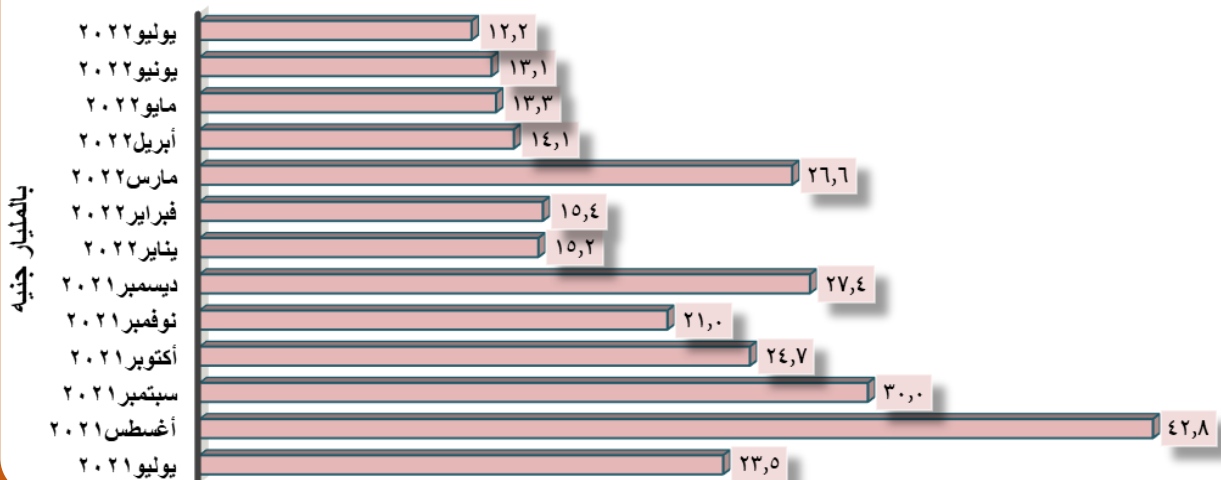 يوليو٢٠٢٢ ١٢,٢
يونيو٢٠٢٢ ١٣,١
مايو٢٠٢٢ ١٣,٣
أبريل٢٠٢٢ ١٤,١
مارس٢٠٢٢ ٢٦,٦
فبراير٢٠٢٢ ١٥,٤
يناير٢٠٢٢ ١٥,٢
ديسمبر٢٠٢١ ٢٧,٤
نوفمبر٢٠٢١ ٢١,٠
أكتوبر٢٠٢١ ٢٤,٧
سبتمبر٢٠٢١ ٣٠,٠
أغسطس٢٠٢١ ٤٢,٨
يوليو٢٠٢١ ٢٣,٥
بالمليار جنيه